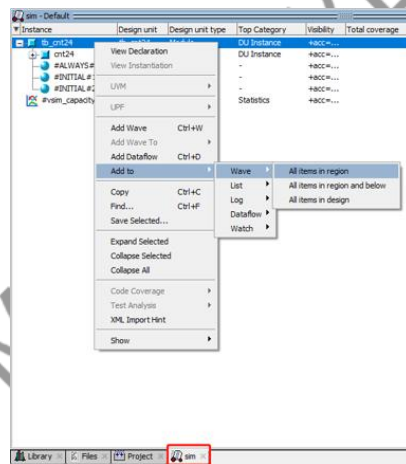 sim - Default
Instance Design unit Design unit type Top Category Visibility Total coverage
tb_cnt24 DU Instance +acc=...
cnt24 DU Instance +acc=...
#ALWAYS# - +acc=...
#INITIAL# - +acc=...
#INITIAL# - +acc=...
#vsim_capacity Statistics +acc=...
View Declaration
View Instantiation
UVM
UPF
Add Wave Ctrl+W
Add Wave To
Add Dataflow Ctrl+D
Add to
Wave
List
Log
Dataflow
Watch
All items in region
All items in region and below
All items in design
Copy Ctrl+C
Find... Ctrl+F
Save Selected...
Expand Selected
Collapse Selected
Collapse All
Code Coverage
Test Analysis
XML Import Hint
Show
Library Files Project sim